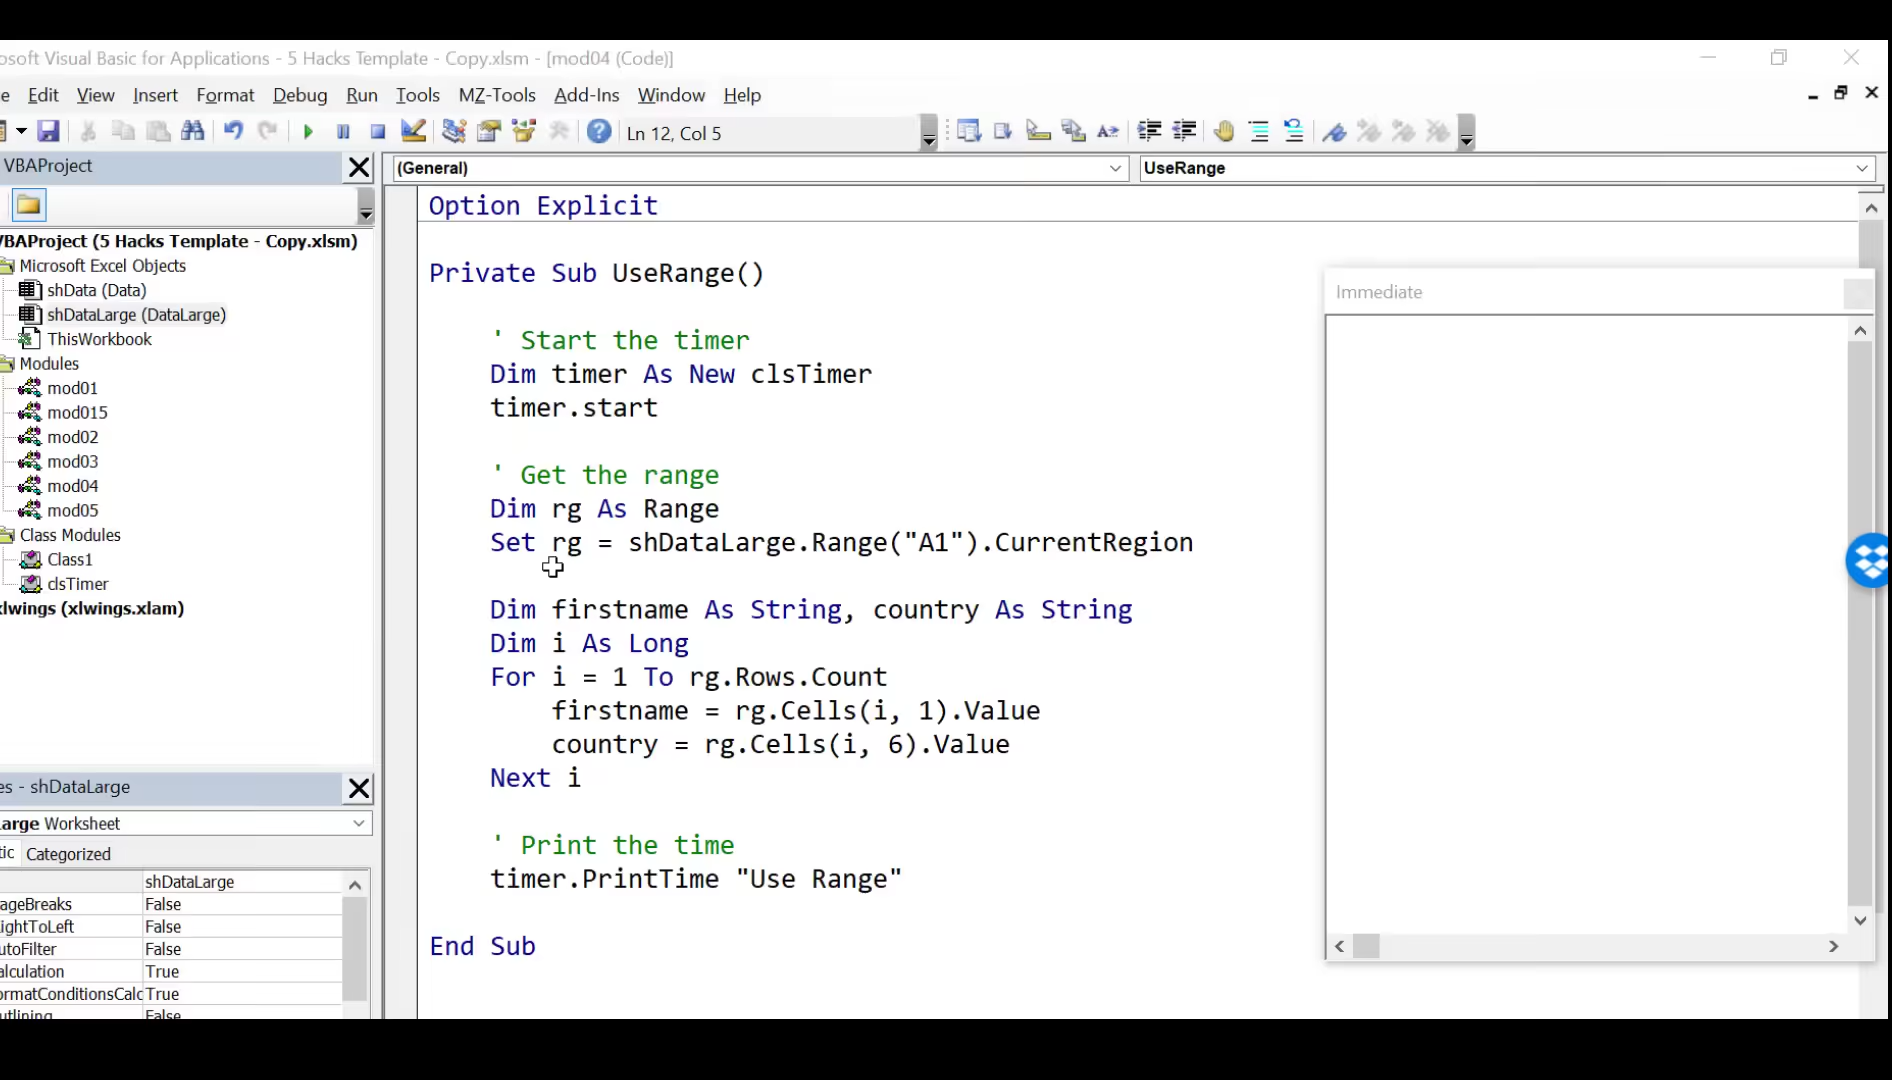 osoft Visual Basic for Applications - 5 Hacks Template - Copy.xlsm - [mod04 (Code)]
e Edit View Insert Format Debug Run Tools MZ-Tools Add-Ins Window Help
Ln 12, Col 5
VBAProject
(General)
UseRange
VBAProject (5 Hacks Template - Copy.xlsm)
Microsoft Excel Objects
shData (Data)
shDataLarge (DataLarge)
ThisWorkbook
Modules
mod01
mod015
mod02
mod03
mod04
mod05
Class Modules
Class1
clsTimer
xlwings (xlwings.xlam)
Option Explicit
Private Sub UseRange()
' Start the timer
Dim timer As New clsTimer
timer.start
' Get the range
Dim rg As Range
Set rg = shDataLarge.Range("A1").CurrentRegion
Dim firstname As String, country As String
Dim i As Long
For i = 1 To rg.Rows.Count
firstname = rg.Cells(i, 1).Value
country = rg.Cells(i, 6).Value
Next i
' Print the time
timer.PrintTime "Use Range"
End Sub
Immediate
es - shDataLarge
Large Worksheet
tic Categorized
shDataLarge
ageBreaks False
ightToLeft False
utoFilter False
alculation True
ormatConditionsCalc True
utlining False